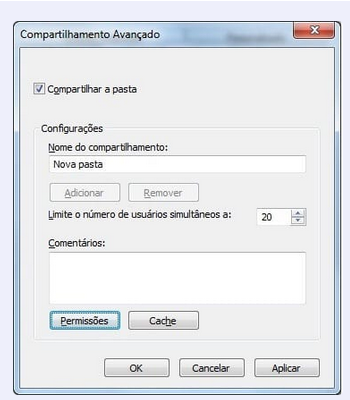 Compartilhamento Avançado
Compartilhar a pasta
Configurações
Nome do compartilhamento:
Nova pasta
Adicionar Remover
Limite o número de usuários simultâneos a: 20
Comentários:
Permissões Cache
OK Cancelar Aplicar